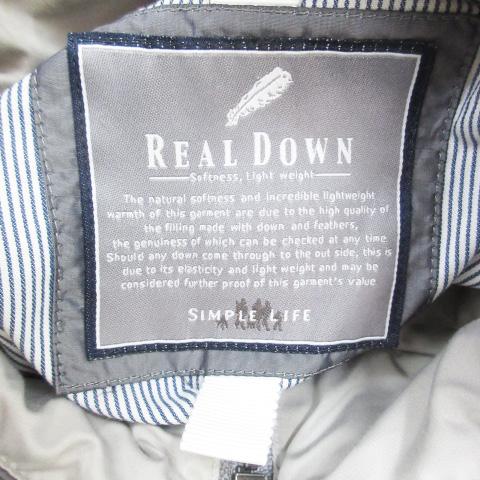 REAL DOWN
Softness, Light weight
The natural softness and incredible lightweight
warmth of this garment are due to the high quality of
the filling made with down and feathers,
the genuiness of which can be checked at any time
Should any down come through to the out side, this is
due to its elasticity and light weight and may be
considered further proof of this garment's value
SIMPLE LIFE